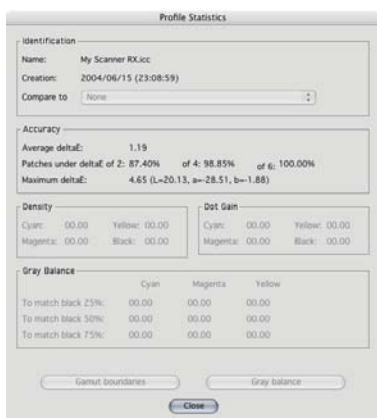 Profile Statistics
Identification
Name: My Scanner RX.icc
Creation: 2004/06/15 (23:08:59)
Compare to None
Accuracy
Average deltaE: 1.19
Patches under deltaE of 2: 87.40% of 4: 98.85% of 6: 100.00%
Maximum deltaE: 4.65 (L=20.13, a=-28.51, b=-1.88)
Density Dot Gain
Cyan: 00.00 Yellow: 00.00 Cyan: 00.00 Yellow: 00.00
Magenta: 00.00 Black: 00.00 Magenta: 00.00 Black: 00.00
Gray Balance
Cyan Magenta Yellow
To match black 25%: 00.00 00.00 00.00
To match black 50%: 00.00 00.00 00.00
To match black 75%: 00.00 00.00 00.00
Gamut boundaries Gray balance
Close